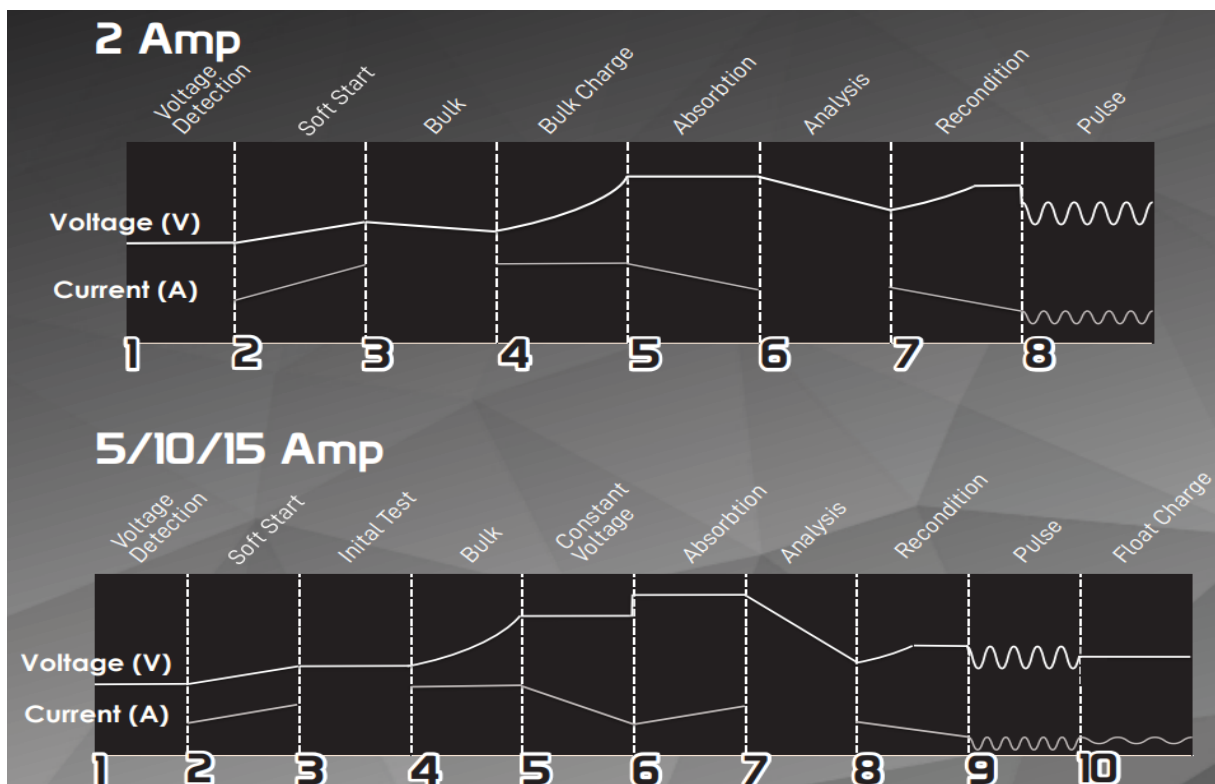 2 Amp
Voltage
Detection
Soft Start
Bulk
Bulk Charge
Absorbtion
Analysis
Recondition
Pulse
Voltage (V)
Current (A)
1 2 3 4 5 6 7 8
5/10/15 Amp
Voltage
Detection
Soft Start
Inital Test
Bulk
Constant
Voltage
Absorbtion
Analysis
Recondition
Pulse
Float Charge
Voltage (V)
Current (A)
1 2 3 4 5 6 7 8 9 10